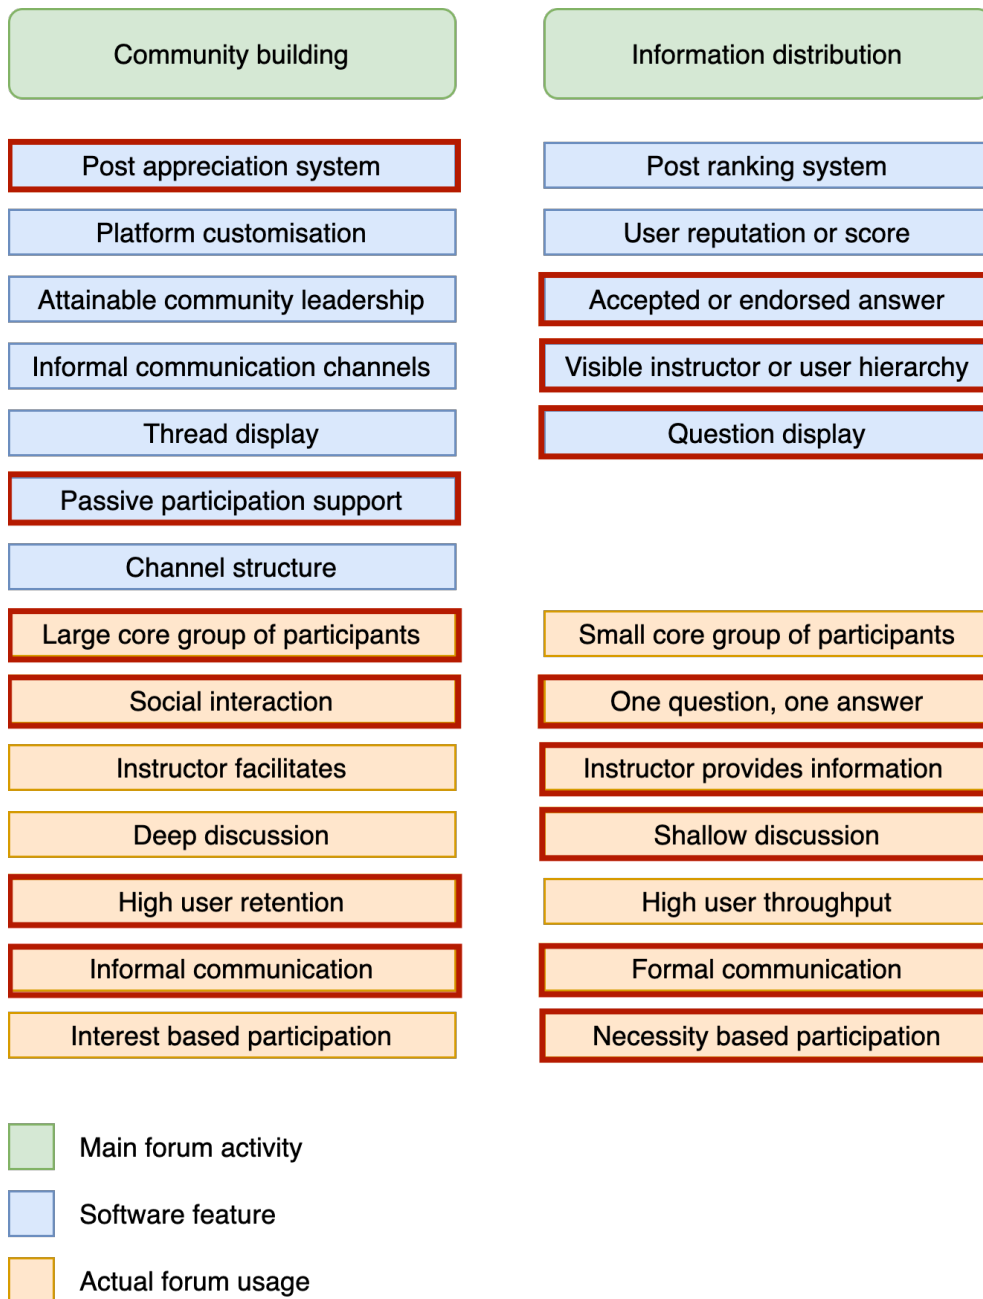 Community building
Information distribution
Post appreciation system
Post ranking system
Platform customisation
User reputation or score
Attainable community leadership
Accepted or endorsed answer
Informal communication channels
Visible instructor or user hierarchy
Thread display
Question display
Passive participation support
Channel structure
Large core group of participants
Small core group of participants
Social interaction
One question, one answer
Instructor facilitates
Instructor provides information
Deep discussion
Shallow discussion
High user retention
High user throughput
Informal communication
Formal communication
Interest based participation
Necessity based participation
Main forum activity
Software feature
Actual forum usage